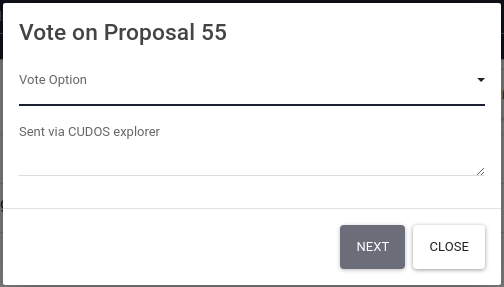 Vote on Proposal 55
Vote Option
Sent via CUDOS explorer
NEXT
CLOSE